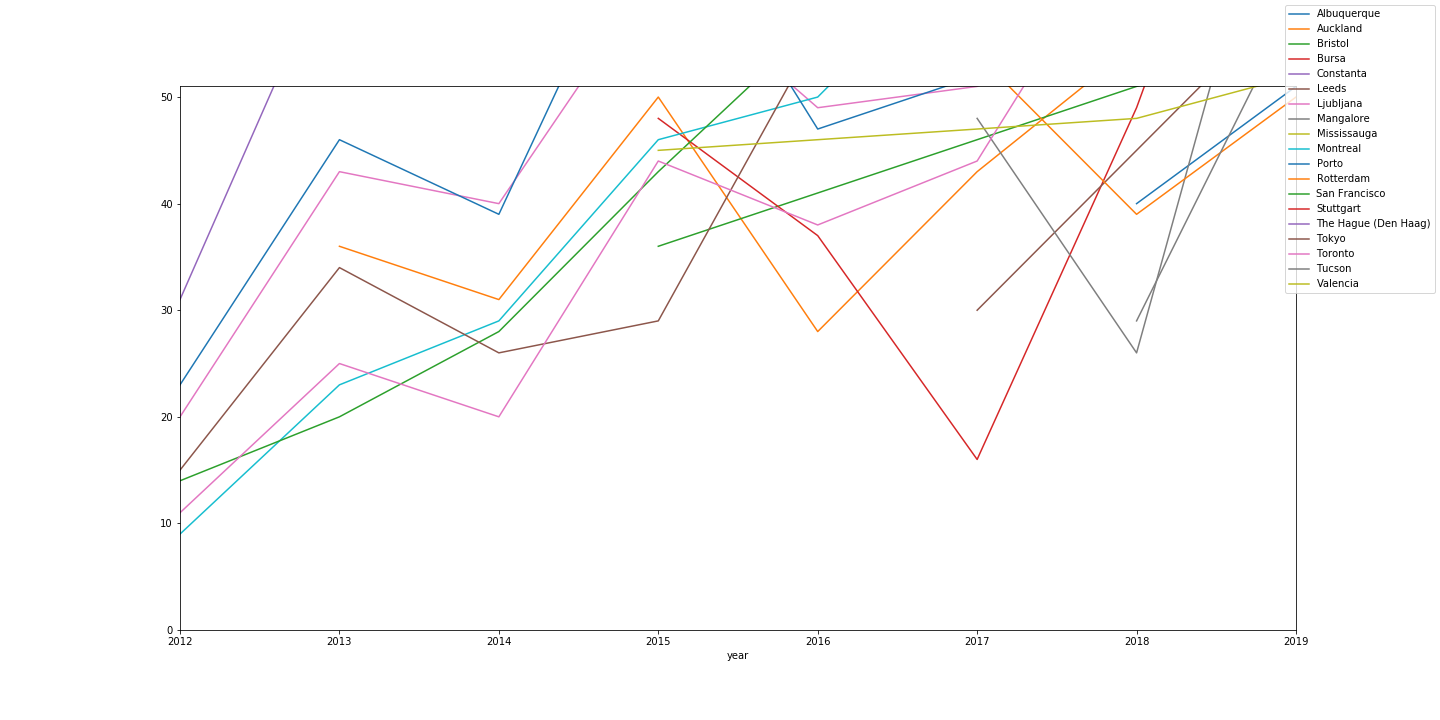 Albuquerque
Auckland
Bristol
Bursa
Constanta
Leeds
Ljubljana
Mangalore
Mississauga
Montreal
Porto
Rotterdam
San Francisco
Stuttgart
The Hague (Den Haag)
Tokyo
Toronto
Tucson
Valencia
50
40
30
20
10
0
2012 2013 2014 2015 2016 2017 2018 2019
year